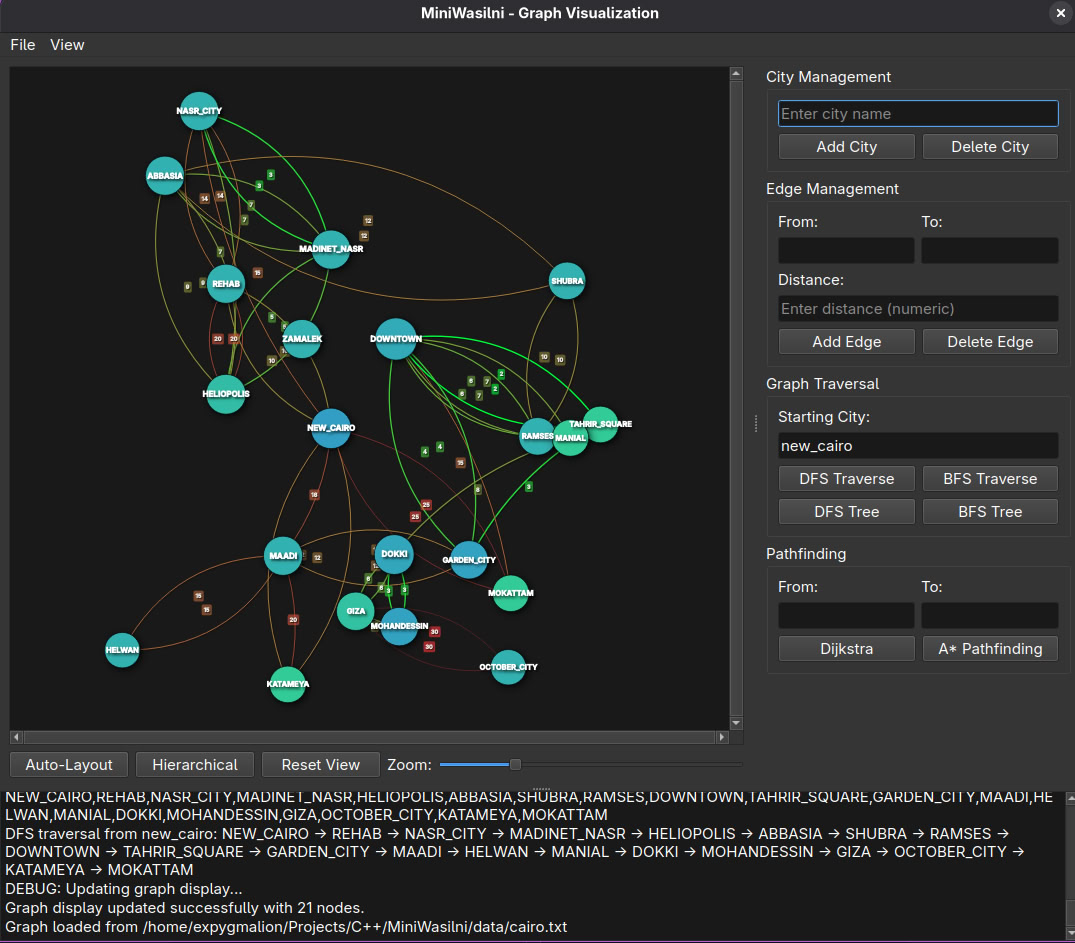 MiniWasilni - Graph Visualization
File View
NASR_CITY
ABBASIA
3
3
14
14
7
7
12
12
MADINET_NASR
7
15
9
9
REHAB
SHUBRA
5
20
20
ZAMALEK
10
DOWNTOWN
10
10
HELIOPOLIS
6
7
2
6
7
2
NEW_CAIRO
TAHRIR_SQUARE
RAMSES
MANIAL
4
4
15
18
8
3
25
25
MAADI
12
DOKKI
GARDEN_CITY
6
6
3
3
MOKATTAM
15
15
20
GIZA
MOHANDESSIN
30
30
HELWAN
OCTOBER_CITY
KATAMEYA
City Management
Enter city name
Add City Delete City
Edge Management
From: To:
Distance:
Enter distance (numeric)
Add Edge Delete Edge
Graph Traversal
Starting City:
new_cairo
DFS Traverse BFS Traverse
DFS Tree BFS Tree
Pathfinding
From: To:
Dijkstra A* Pathfinding
Auto-Layout Hierarchical Reset View Zoom:
NEW_CAIRO,REHAB,NASR_CITY,MADINET_NASR,HELIOPOLIS,ABBASIA,SHUBRA,RAMSES,DOWNTOWN,TAHRIR_SQUARE,GARDEN_CITY,MAADI,HE
LWAN,MANIAL,DOKKI,MOHANDESSIN,GIZA,OCTOBER_CITY,KATAMEYA,MOKATTAM
DFS traversal from new_cairo: NEW_CAIRO → REHAB → NASR_CITY → MADINET_NASR → HELIOPOLIS → ABBASIA → SHUBRA → RAMSES →
DOWNTOWN → TAHRIR_SQUARE → GARDEN_CITY → MAADI → HELWAN → MANIAL → DOKKI → MOHANDESSIN → GIZA → OCTOBER_CITY →
KATAMEYA → MOKATTAM
DEBUG: Updating graph display...
Graph display updated successfully with 21 nodes.
Graph loaded from /home/expygmalion/Projects/C++/MiniWasilni/data/cairo.txt